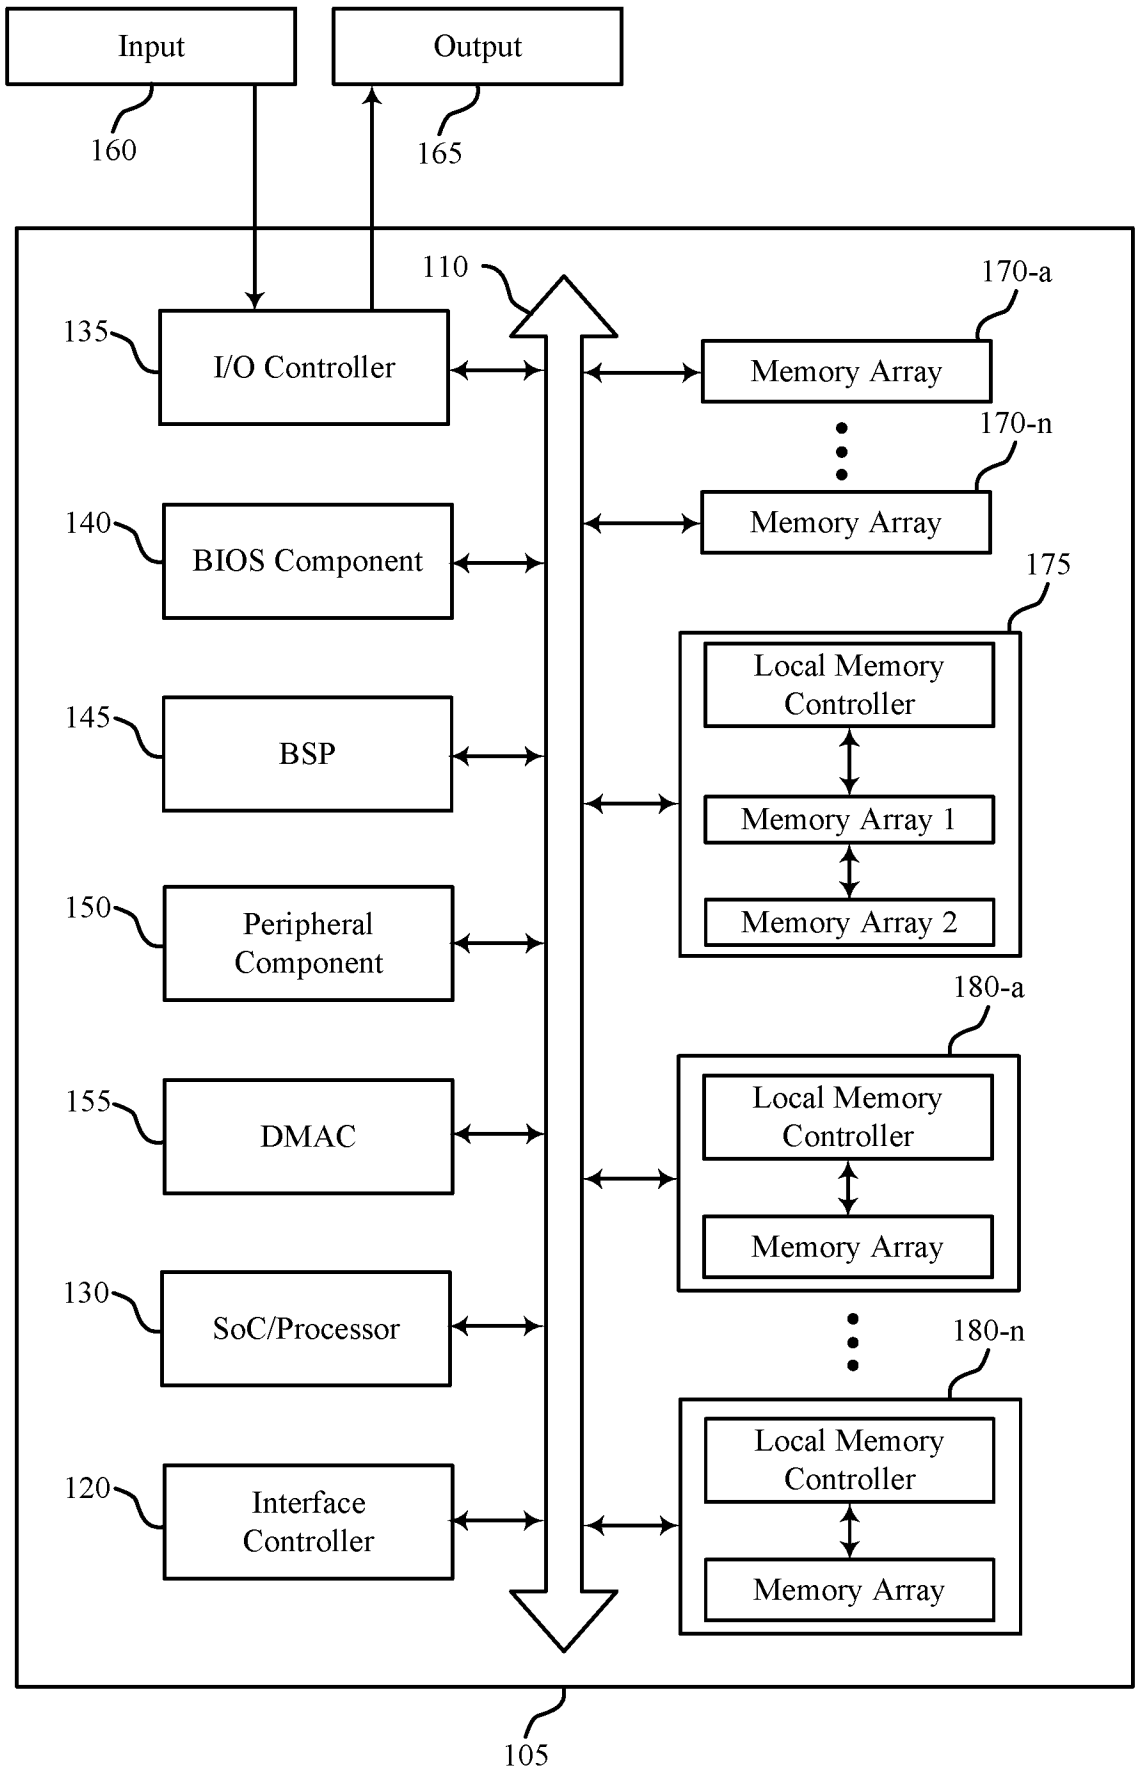 Input
Output
160
165
110
170-a
135
I/O Controller
Memory Array
170-n
140
BIOS Component
Memory Array
175
Local Memory
Controller
145
BSP
Memory Array 1
150
Peripheral
Component
Memory Array 2
180-a
155
DMAC
Local Memory
Controller
Memory Array
130
SoC/Processor
180-n
120
Interface
Controller
Local Memory
Controller
Memory Array
105